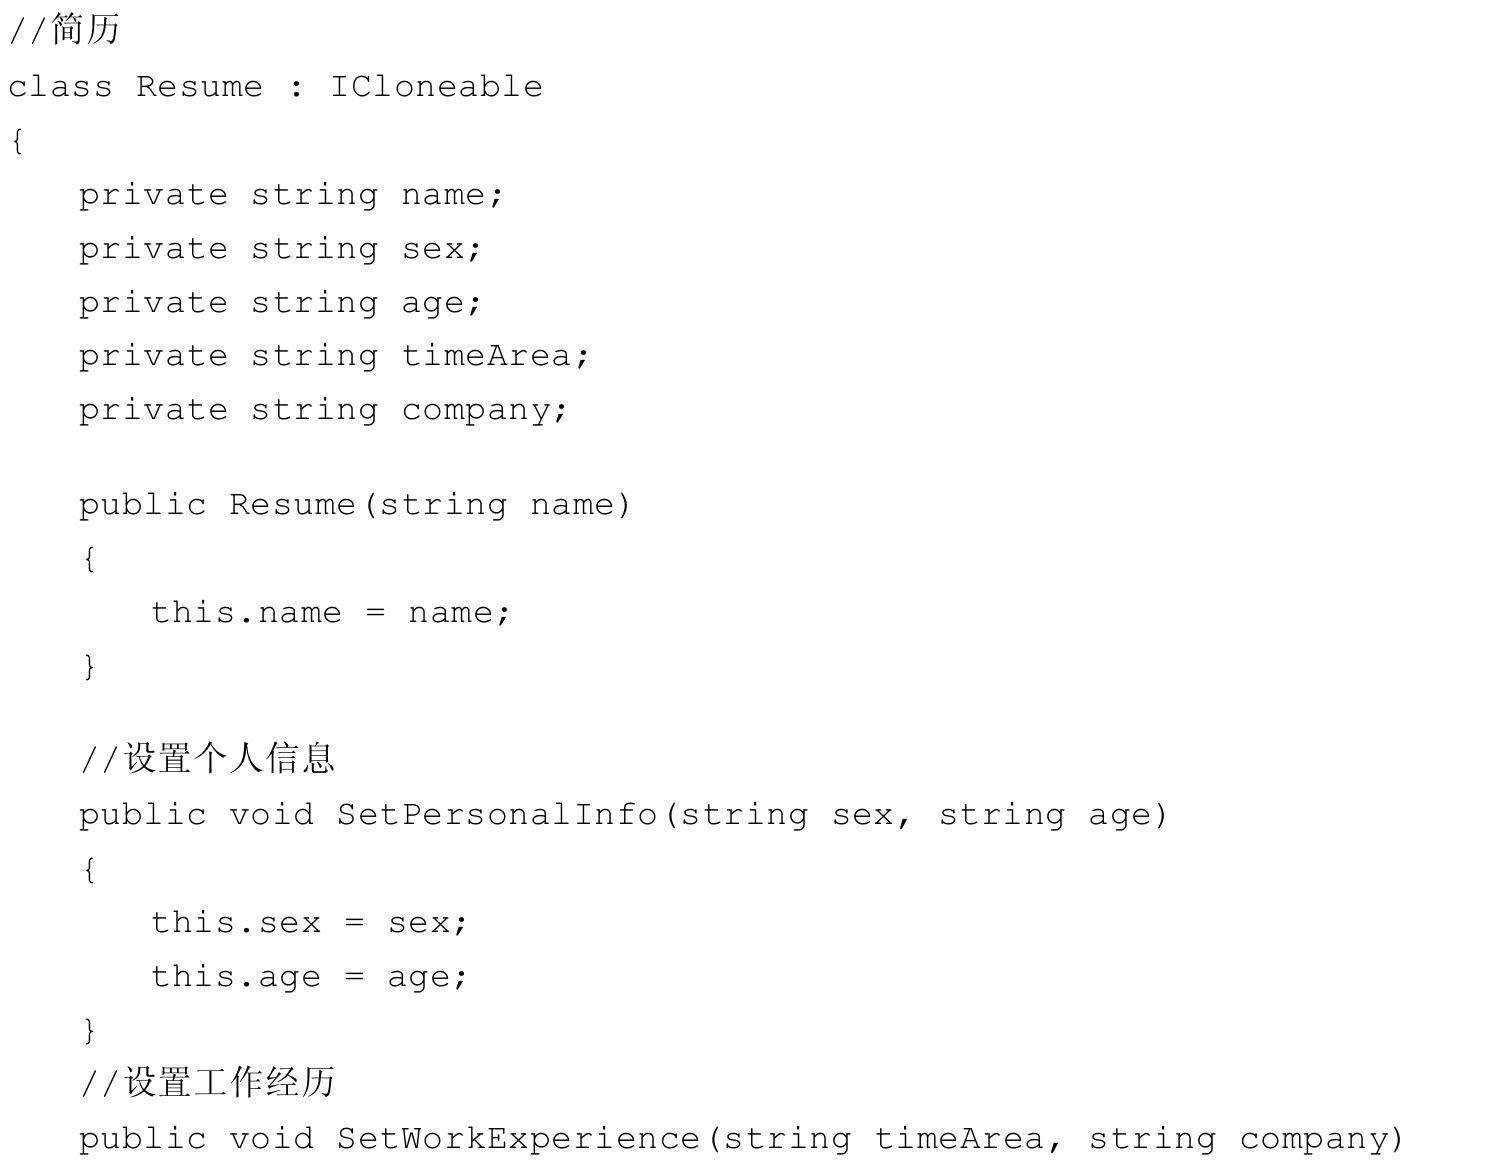 //简历
class Resume : ICloneable
{
private string name;
private string sex;
private string age;
private string timeArea;
private string company;
public Resume(string name)
{
this.name = name;
}
//设置个人信息
public void SetPersonalInfo(string sex, string age)
{
this.sex = sex;
this.age = age;
}
//设置工作经历
public void SetWorkExperience(string timeArea, string company)